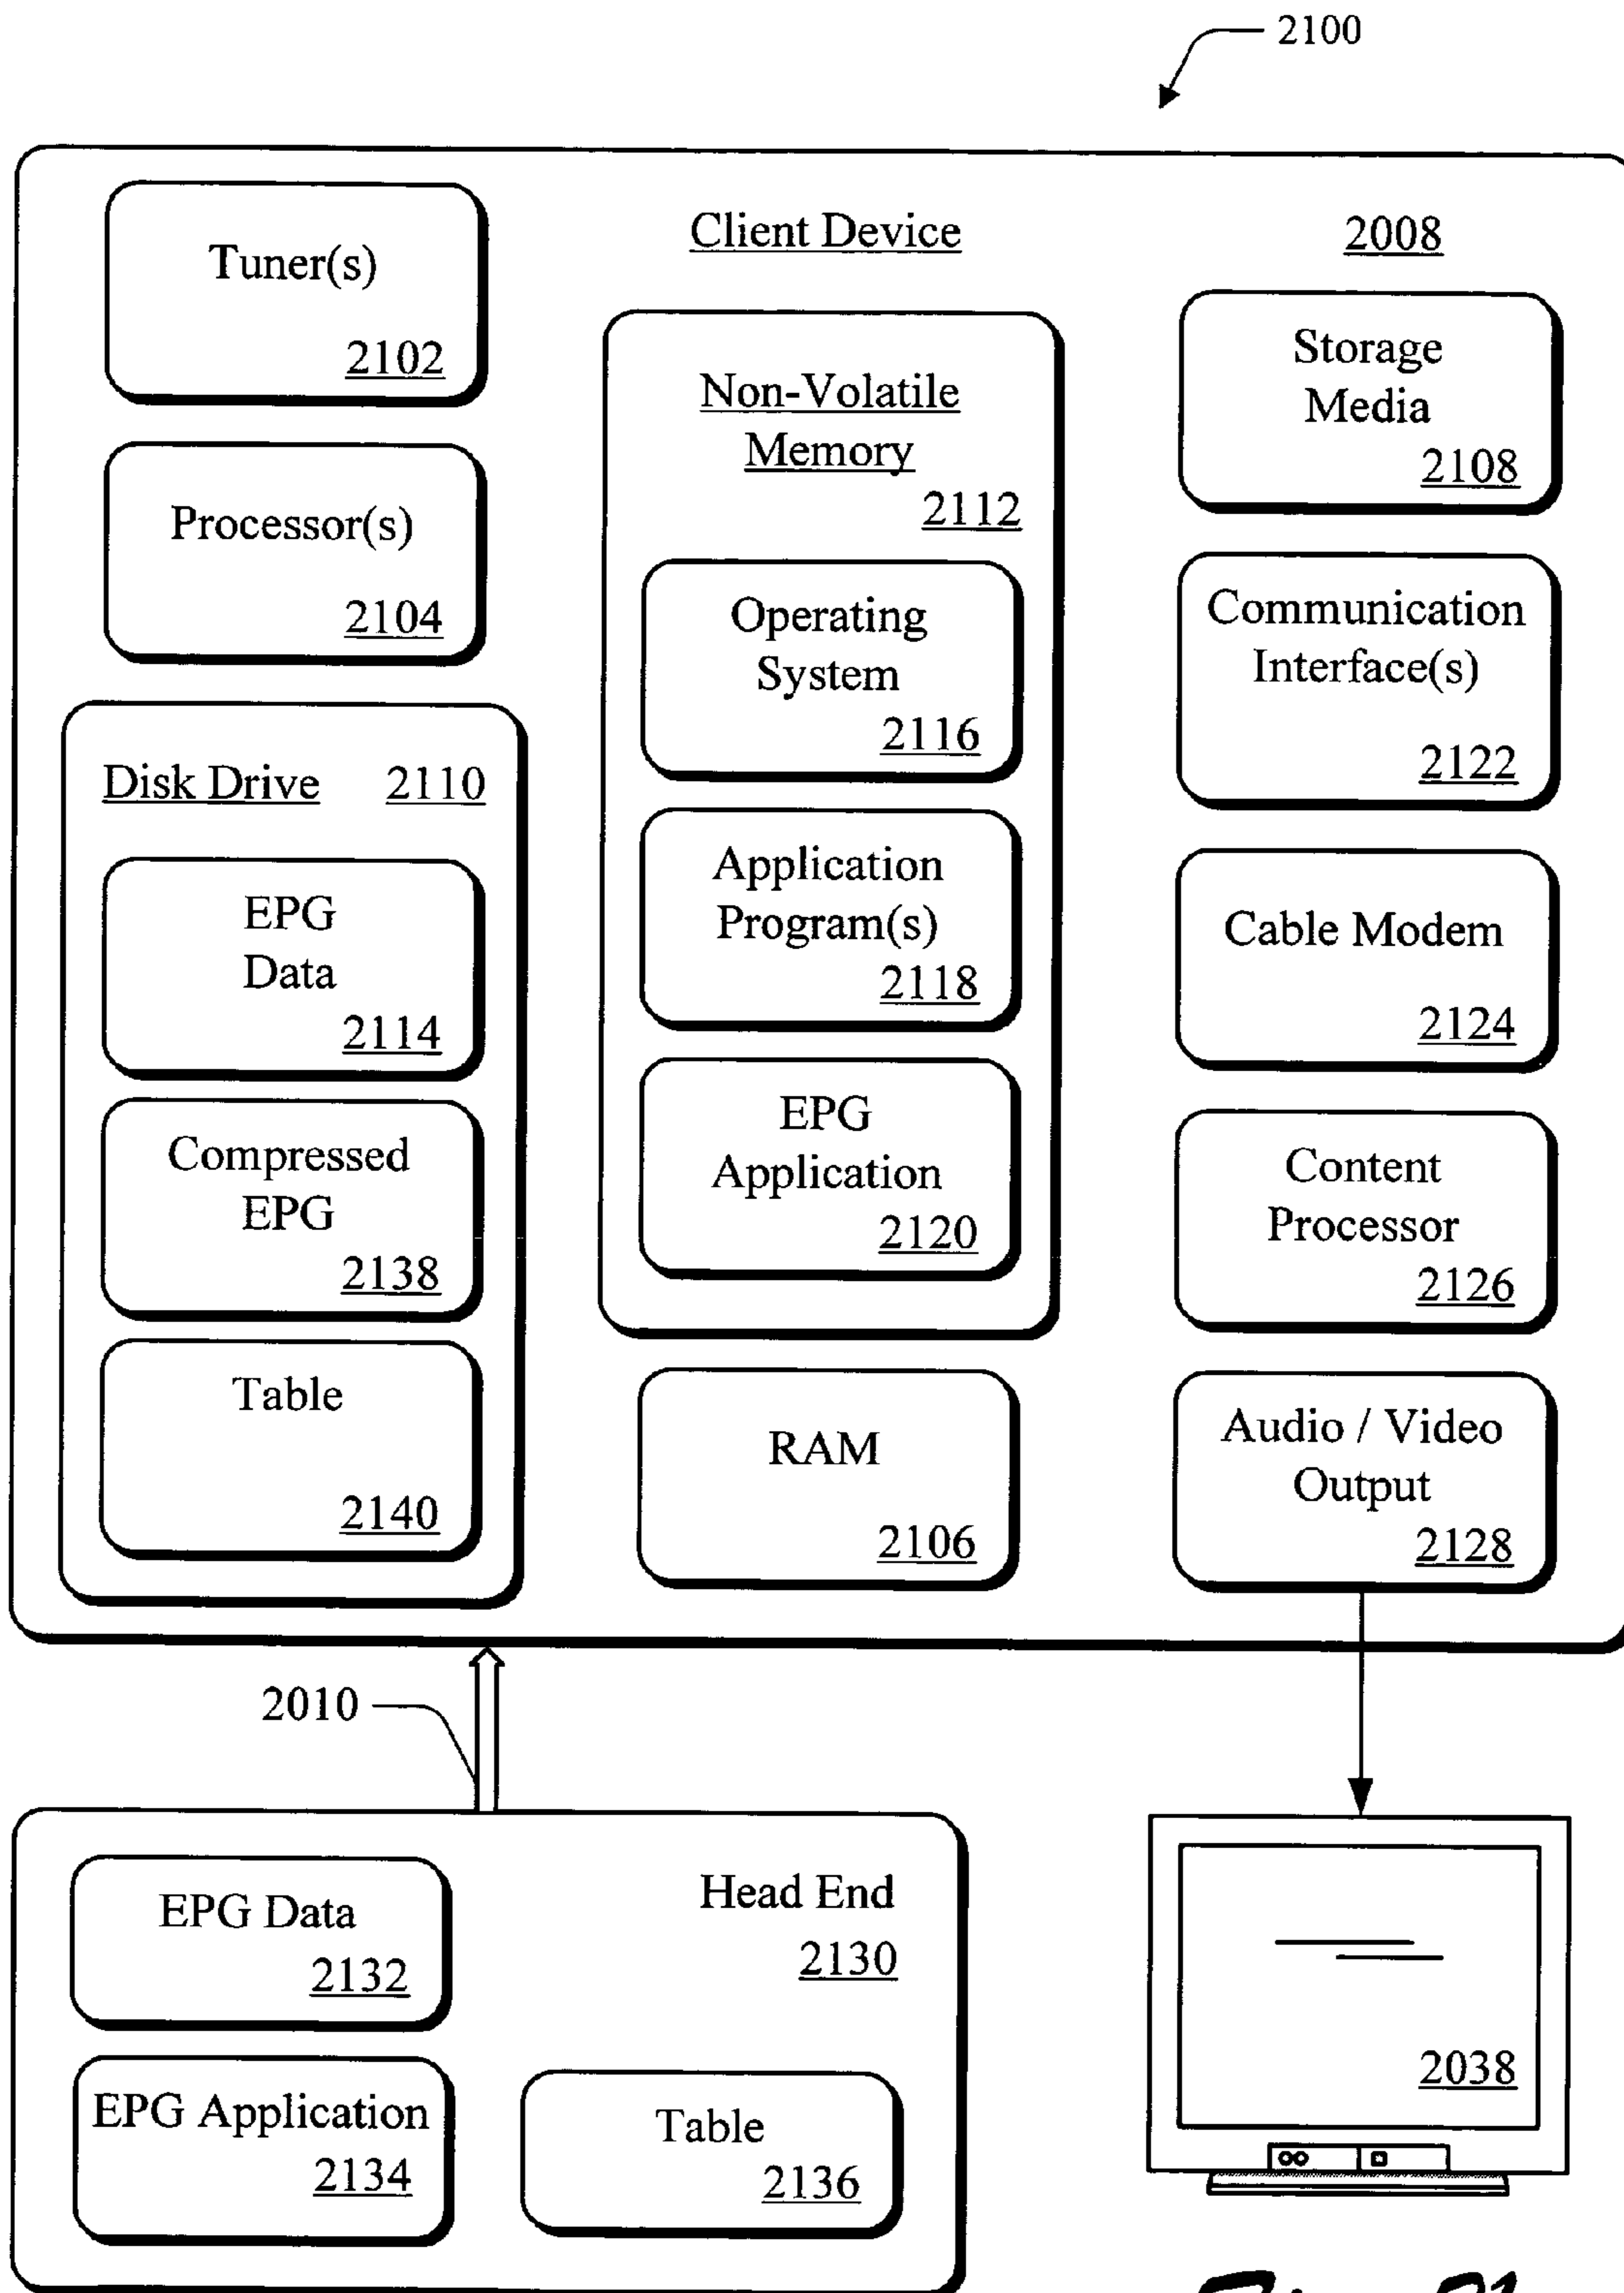 2100
Client Device
2008
Tuner(s)
2102
Processor(s)
2104
Disk Drive 2110
EPG
Data
2114
Compressed
EPG
2138
Table
2140
Non-Volatile
Memory
2112
Operating
System
2116
Application
Program(s)
2118
EPG
Application
2120
RAM
2106
Storage
Media
2108
Communication
Interface(s)
2122
Cable Modem
2124
Content
Processor
2126
Audio / Video
Output
2128
2010
Head End
2130
EPG Data
2132
EPG Application
2134
Table
2136
2038